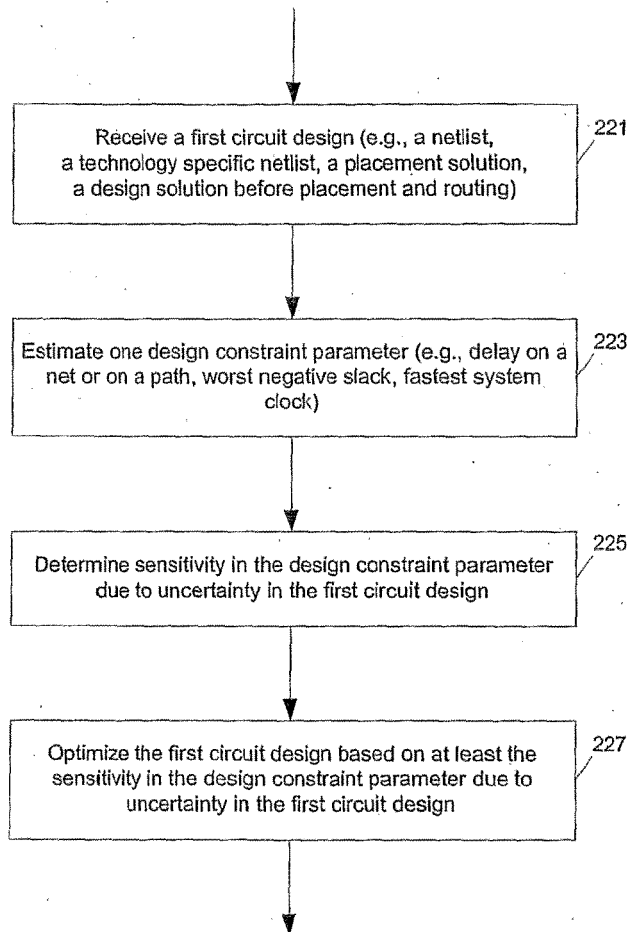 Receive a first circuit design (e.g., a netlist,
a technology specific netlist, a placement solution,
a design solution before placement and routing)
221
Estimate one design constraint parameter (e.g., delay on a
net or on a path, worst negative slack, fastest system
clock)
223
Determine sensitivity in the design constraint parameter
due to uncertainty in the first circuit design
225
Optimize the first circuit design based on at least the
sensitivity in the design constraint parameter due to
uncertainty in the first circuit design
227